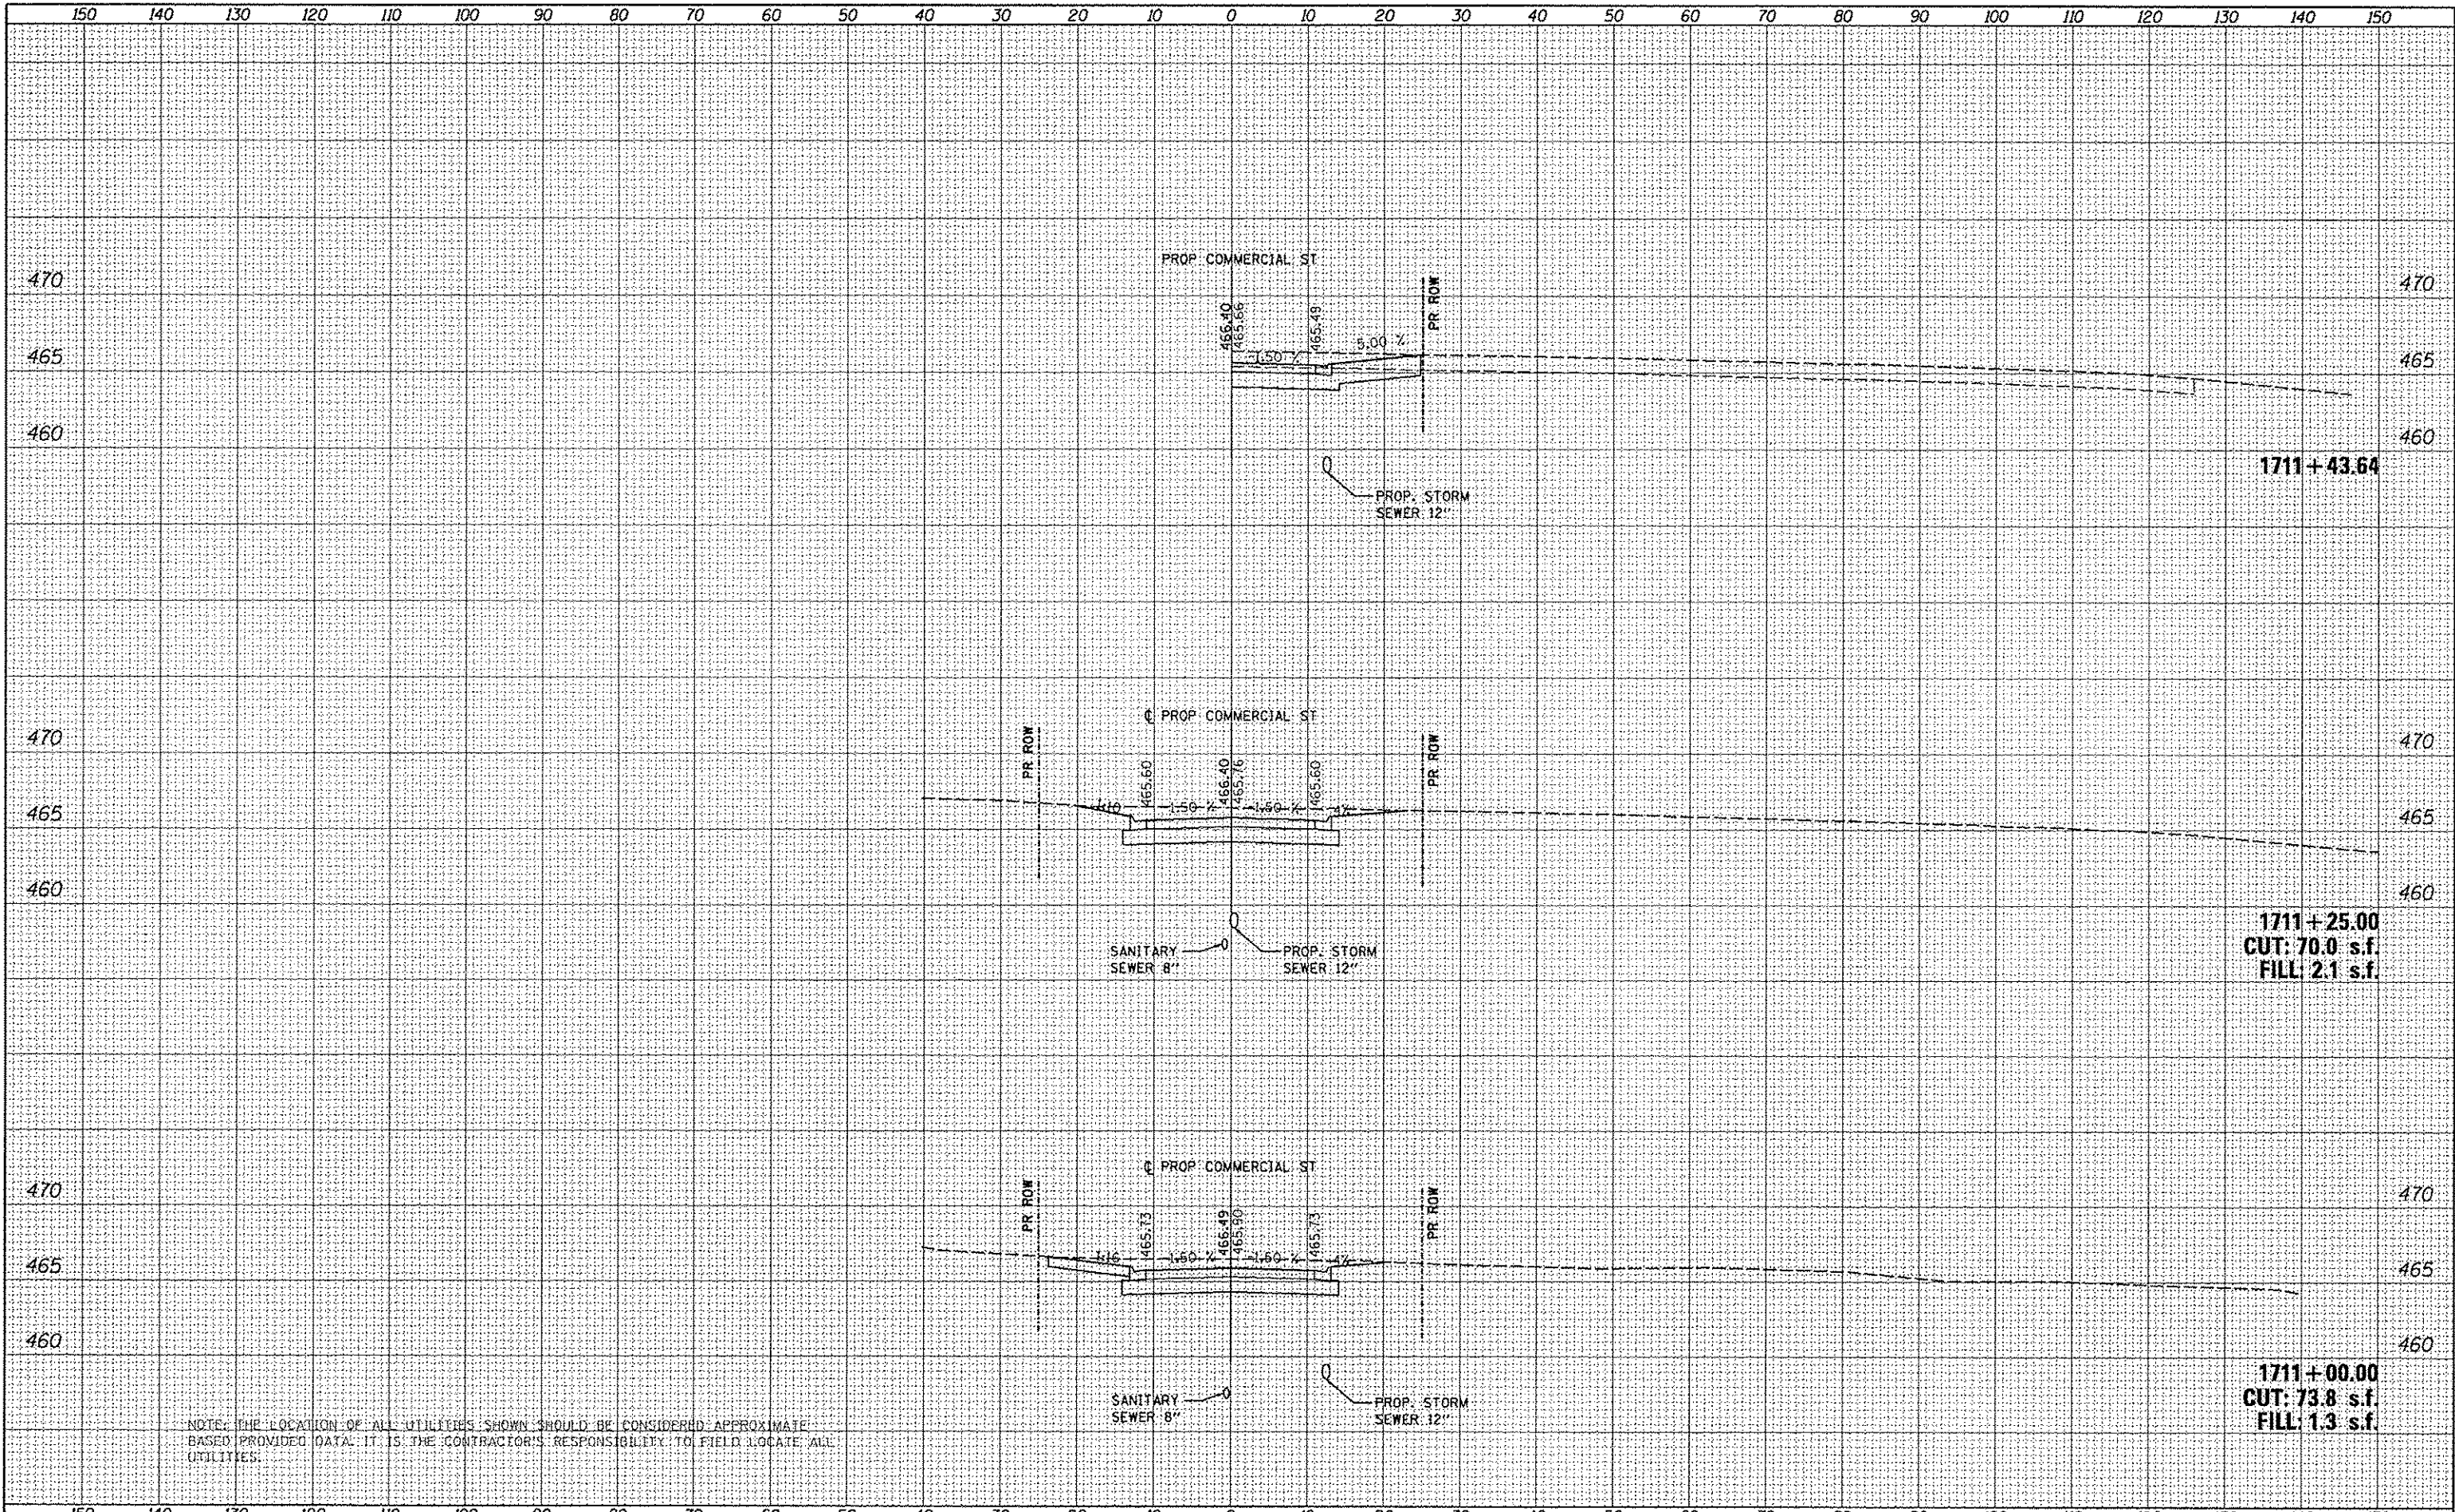 150 140 130 120 110 100 90 80 70 60 50 40 30 20 10 0 10 20 30 40 50 60 70 80 90 100 110 120 130 140 150
PROP COMMERCIAL ST
470 470
466.40
465.66
465.49
PR ROW
-1.50 %
5.00 %
465 465
460 460
1711+43.64
PROP. STORM
SEWER 12"
℄ PROP COMMERCIAL ST
470 470
PR ROW
465.60
466.40
465.76
465.60
PR ROW
1:10
-1.50 %
-1.50 %
4%
465 465
460 460
1711+25.00
CUT: 70.0 s.f.
FILL: 2.1 s.f.
SANITARY
SEWER 8"
PROP. STORM
SEWER 12"
℄ PROP COMMERCIAL ST
470 470
PR ROW
465.73
466.49
465.90
465.73
PR ROW
-1.50 %
-1.50 %
4%
465 465
460 460
1711+00.00
CUT: 73.8 s.f.
FILL: 1.3 s.f.
SANITARY
SEWER 8"
PROP. STORM
SEWER 12"
NOTE: THE LOCATION OF ALL UTILITIES SHOWN SHOULD BE CONSIDERED APPROXIMATE
BASED PROVIDED DATA. IT IS THE CONTRACTOR'S RESPONSIBILITY TO FIELD LOCATE ALL
UTILITIES.